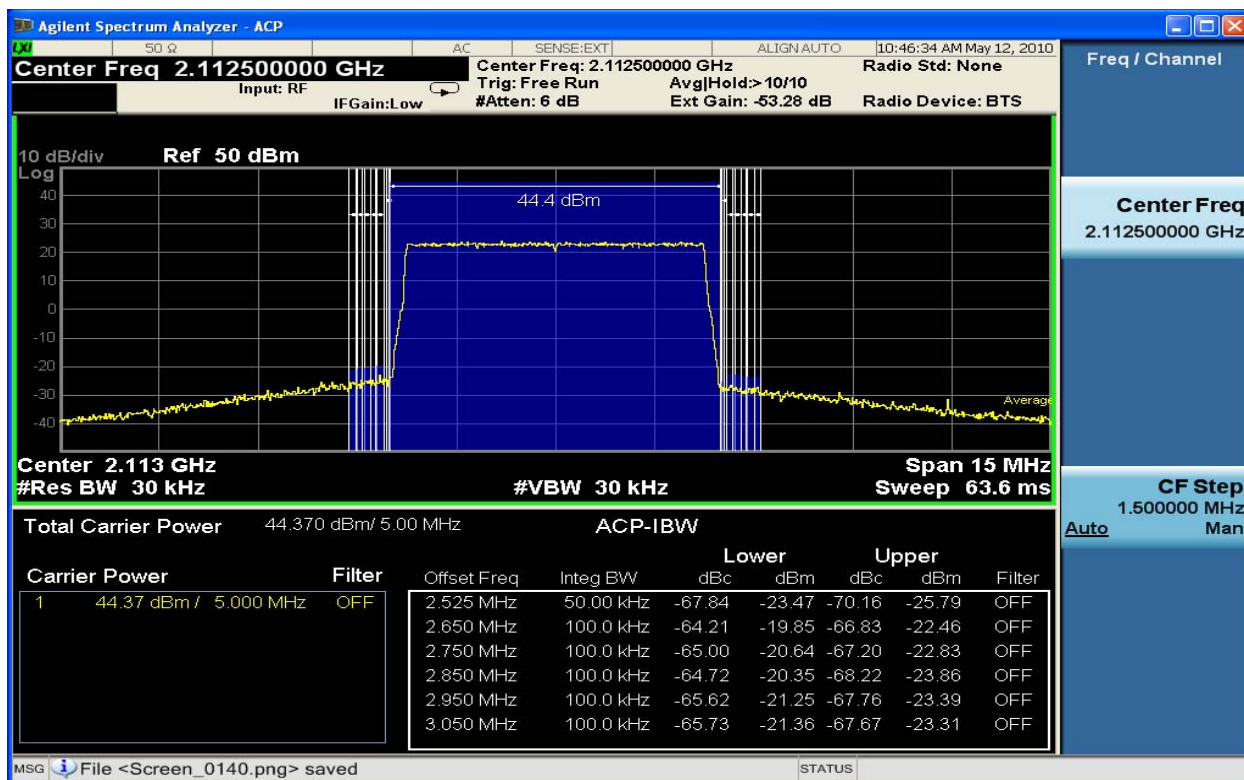 Agilent Spectrum Analyzer - ACP
LXI 50 Ω AC SENSE:EXT ALIGN AUTO 10:46:34 AM May 12, 2010
Center Freq 2.112500000 GHz
Input: RF
IFGain:Low
Center Freq: 2.112500000 GHz
Trig: Free Run Avg|Hold:>10/10
#Atten: 6 dB Ext Gain: -53.28 dB
Radio Std: None
Radio Device: BTS
10 dB/div Ref 50 dBm
Log
40
30
20
10
0
-10
-20
-30
-40
44.4 dBm
Average
Center 2.113 GHz Span 15 MHz
#Res BW 30 kHz #VBW 30 kHz Sweep 63.6 ms
Total Carrier Power 44.370 dBm/ 5.00 MHz ACP-IBW
Carrier Power Filter
1 44.37 dBm / 5.000 MHz OFF
Lower Upper
Offset Freq Integ BW dBc dBm dBc dBm Filter
2.525 MHz 50.00 kHz -67.84 -23.47 -70.16 -25.79 OFF
2.650 MHz 100.0 kHz -64.21 -19.85 -66.83 -22.46 OFF
2.750 MHz 100.0 kHz -65.00 -20.64 -67.20 -22.83 OFF
2.850 MHz 100.0 kHz -64.72 -20.35 -68.22 -23.86 OFF
2.950 MHz 100.0 kHz -65.62 -21.25 -67.76 -23.39 OFF
3.050 MHz 100.0 kHz -65.73 -21.36 -67.67 -23.31 OFF
MSG File <Screen_0140.png> saved STATUS
Freq / Channel
Center Freq
2.112500000 GHz
CF Step
1.500000 MHz
Auto Man